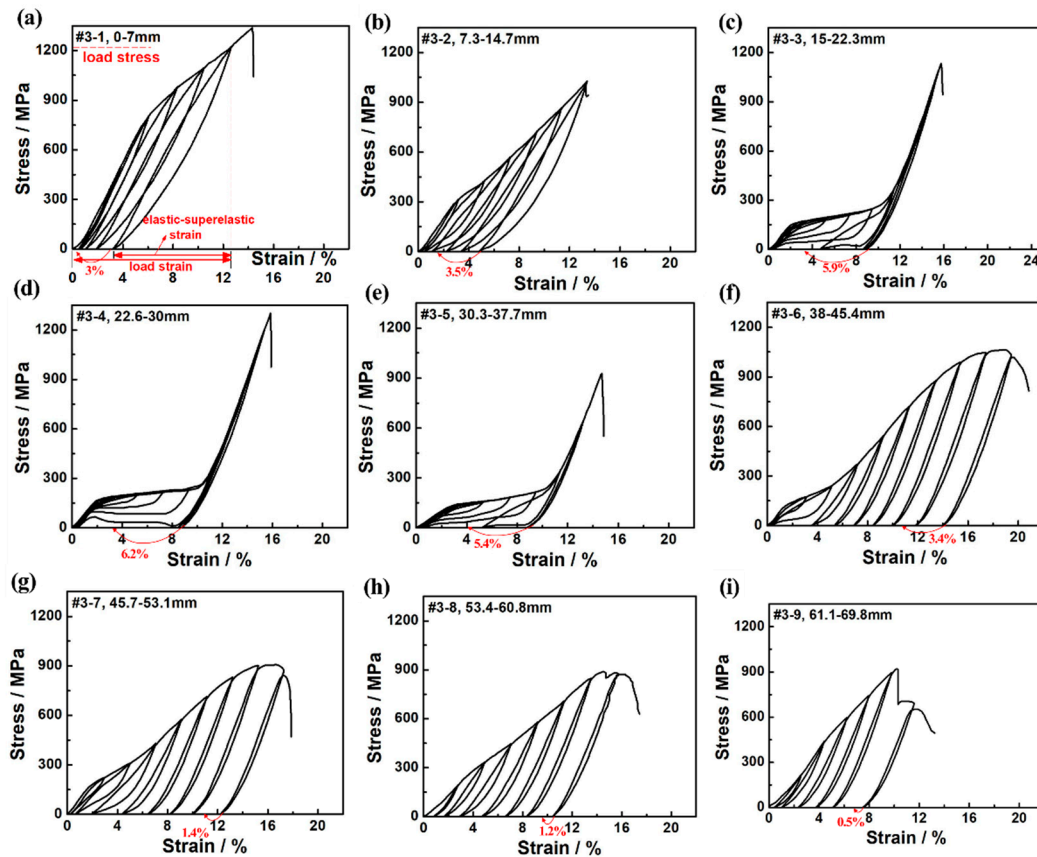 (a)
#3-1, 0-7mm
load stress
elastic-superelastic
strain
load strain
3%
0 300 600 900 1200
0 4 8 12
Stress / MPa
Strain / %
(b)
#3-2, 7.3-14.7mm
3.5%
0 300 600 900 1200
0 4 8 12 16 20
Stress / MPa
Strain / %
(c)
#3-3, 15-22.3mm
5.9%
0 300 600 900 1200
0 4 8 12 16 20 24
Stress / MPa
Strain / %
(d)
#3-4, 22.6-30mm
6.2%
0 300 600 900 1200
0 4 8 12 16 20
Stress / MPa
Strain / %
(e)
#3-5, 30.3-37.7mm
5.4%
0 300 600 900 1200
0 4 8 12 16 20
Stress / MPa
Strain / %
(f)
#3-6, 38-45.4mm
3.4%
0 300 600 900 1200
0 4 8 12 16 20
Stress / MPa
Strain / %
(g)
#3-7, 45.7-53.1mm
1.4%
0 300 600 900 1200
0 4 8 12 16 20
Stress / MPa
Strain / %
(h)
#3-8, 53.4-60.8mm
1.2%
0 300 600 900 1200
0 4 8 12 16 20
Stress / MPa
Strain / %
(i)
#3-9, 61.1-69.8mm
0.5%
0 300 600 900 1200
0 4 8 12 16 20
Stress / MPa
Strain / %